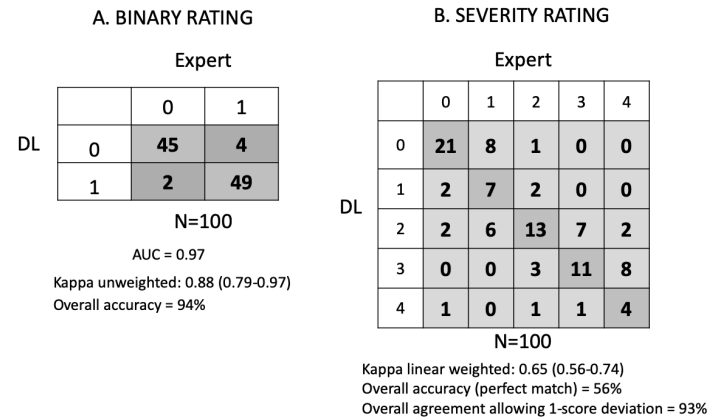 A. BINARY RATING
Expert
0 1
DL
0 45 4
1 2 49
N=100
AUC = 0.97
Kappa unweighted: 0.88 (0.79-0.97)
Overall accuracy = 94%
B. SEVERITY RATING
Expert
0 1 2 3 4
0 21 8 1 0 0
1 2 7 2 0 0
DL
2 2 6 13 7 2
3 0 0 3 11 8
4 1 0 1 1 4
N=100
Kappa linear weighted: 0.65 (0.56-0.74)
Overall accuracy (perfect match) = 56%
Overall agreement allowing 1-score deviation = 93%